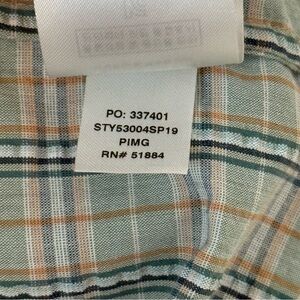 PO: 337401
STY53004SP19
PIMG
RN# 51884